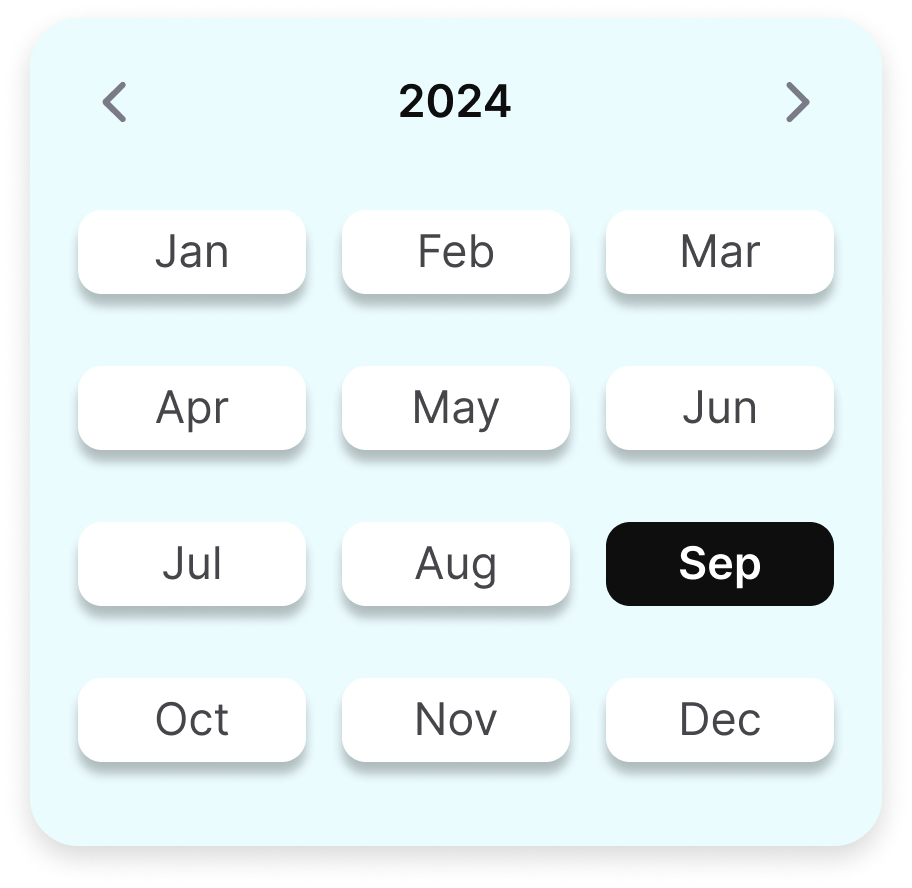 2024
Jan Feb Mar
Apr May Jun
Jul Aug Sep
Oct Nov Dec